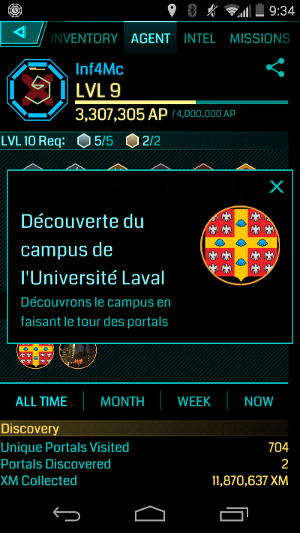 9:34
INVENTORY AGENT INTEL MISSIONS
Inf4Mc
LVL 9
3,307,305 AP / 4,000,000 AP
LVL 10 Req: 5/5 2/2
Découverte du
campus de
l'Université Laval
Découvrons le campus en
faisant le tour des portals
ALL TIME MONTH WEEK NOW
Discovery
Unique Portals Visited 704
Portals Discovered 2
XM Collected 11,870,637 XM